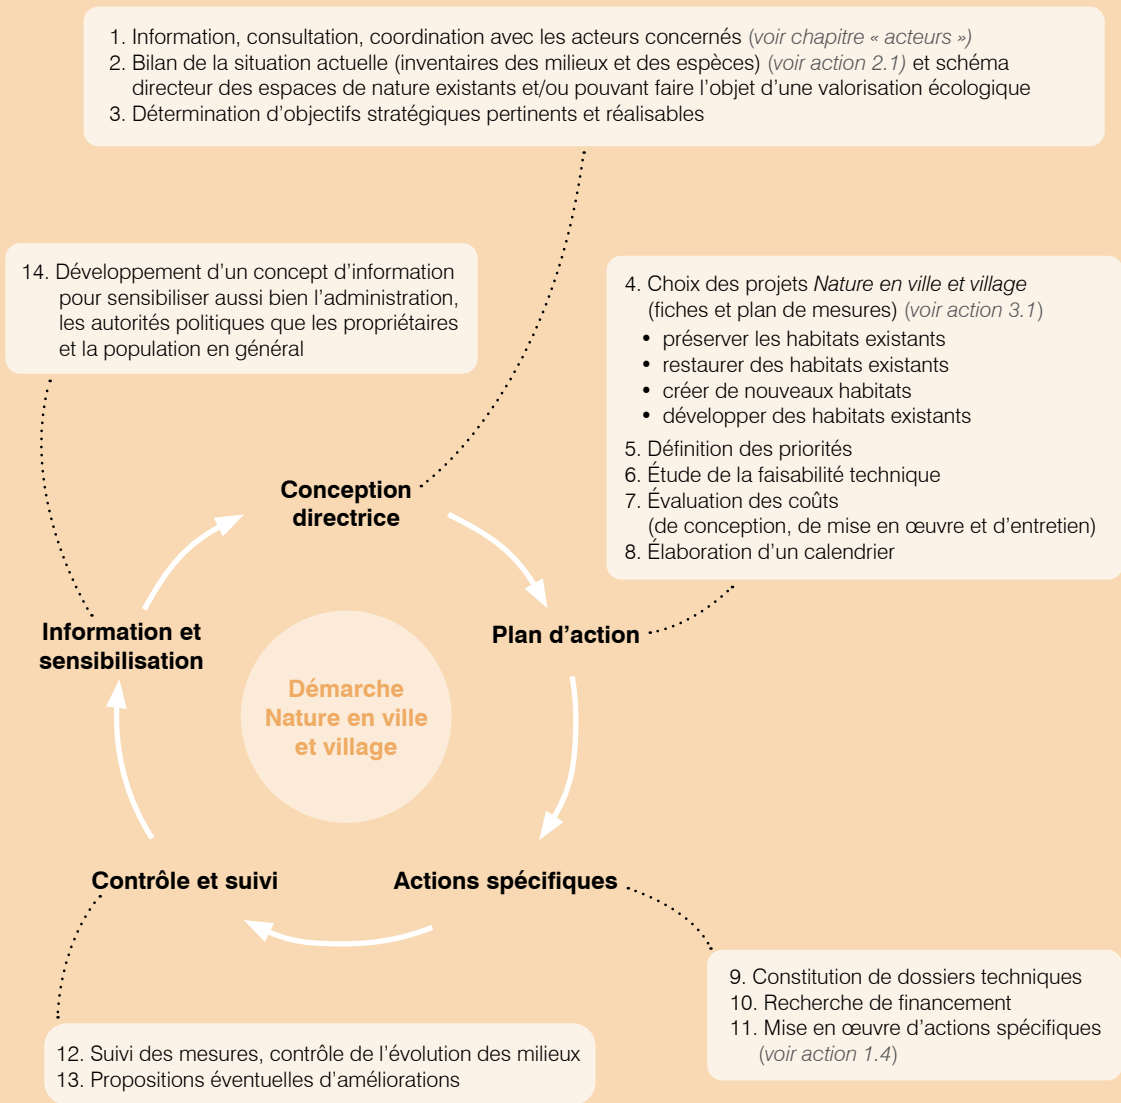 1. Information, consultation, coordination avec les acteurs concernés (voir chapitre « acteurs »)
2. Bilan de la situation actuelle (inventaires des milieux et des espèces) (voir action 2.1) et schéma
directeur des espaces de nature existants et/ou pouvant faire l'objet d'une valorisation écologique
3. Détermination d'objectifs stratégiques pertinents et réalisables
14. Développement d'un concept d'information
pour sensibiliser aussi bien l'administration,
les autorités politiques que les propriétaires
et la population en général
4. Choix des projets Nature en ville et village
(fiches et plan de mesures) (voir action 3.1)
• préserver les habitats existants
• restaurer des habitats existants
• créer de nouveaux habitats
• développer des habitats existants
5. Définition des priorités
6. Étude de la faisabilité technique
7. Évaluation des coûts
(de conception, de mise en œuvre et d'entretien)
8. Élaboration d'un calendrier
Conception
directrice
Information et
sensibilisation
Plan d'action
Démarche
Nature en ville
et village
Contrôle et suivi
Actions spécifiques
9. Constitution de dossiers techniques
10. Recherche de financement
11. Mise en œuvre d'actions spécifiques
(voir action 1.4)
12. Suivi des mesures, contrôle de l'évolution des milieux
13. Propositions éventuelles d'améliorations